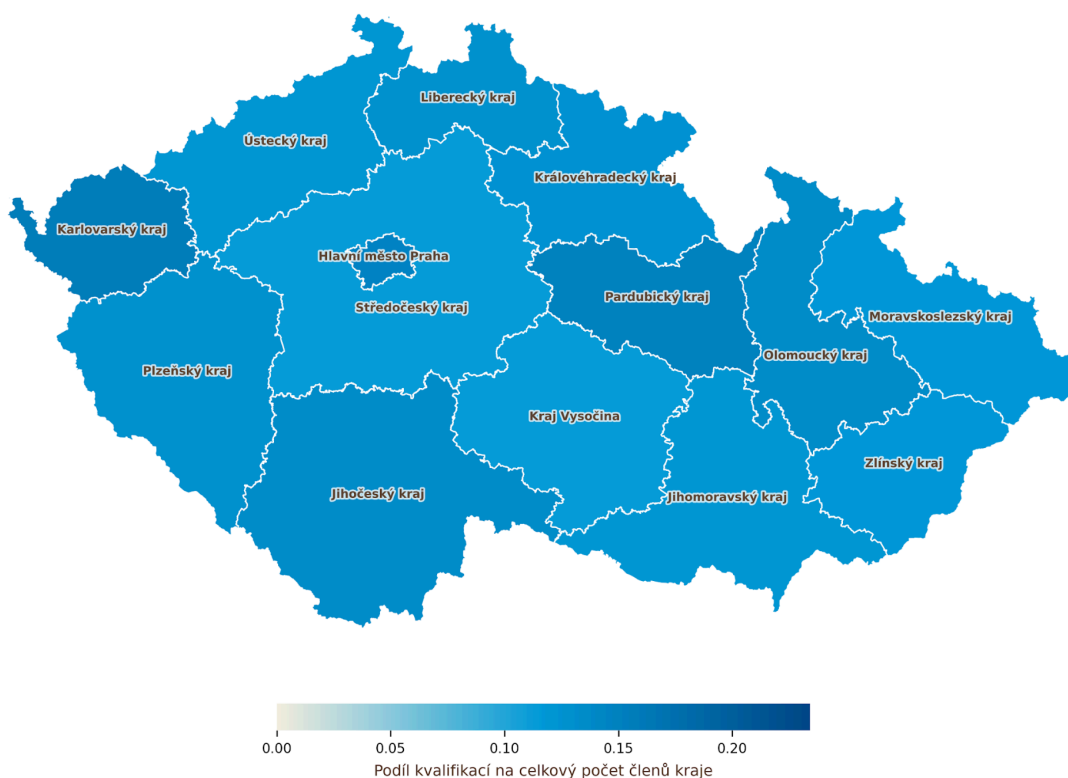 Liberecký kraj
Ústecký kraj
Královéhradecký kraj
Karlovarský kraj
Hlavní město Praha
Pardubický kraj
Středočeský kraj
Moravskoslezský kraj
Olomoucký kraj
Plzeňský kraj
Kraj Vysočina
Zlínský kraj
Jihočeský kraj
Jihomoravský kraj
0.00 0.05 0.10 0.15 0.20
Podíl kvalifikací na celkový počet členů kraje